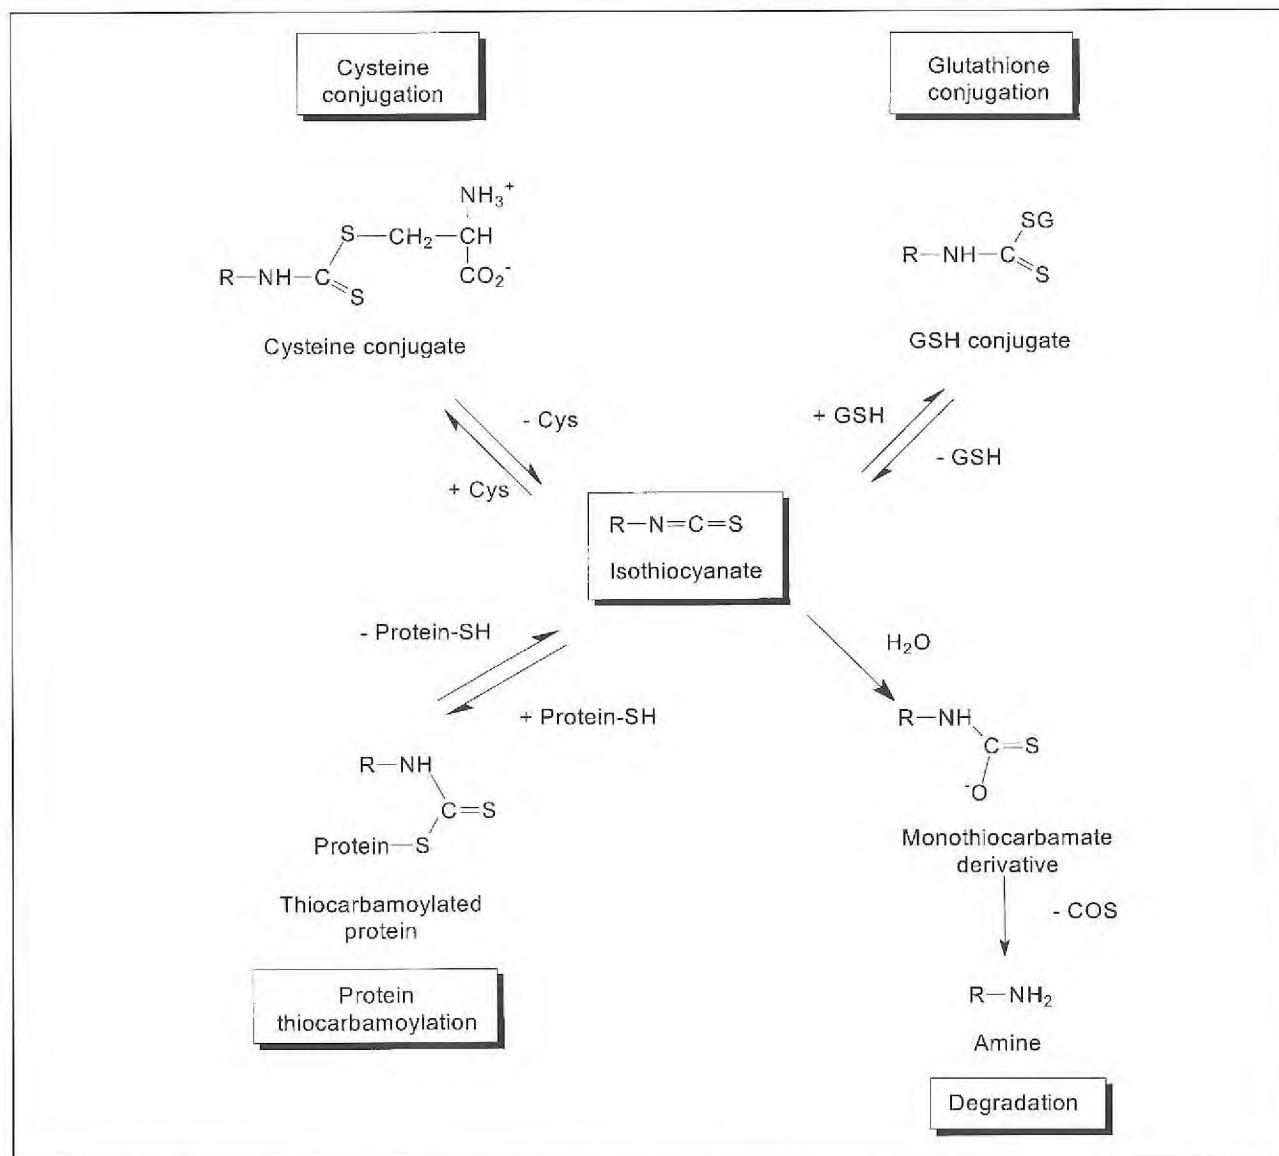 Cysteine
conjugation
Glutathione
conjugation
NH₃⁺
S—CH₂—CH
R—NH—C
CO₂⁻
S
Cysteine conjugate
SG
R—NH—C
S
GSH conjugate
- Cys
+ Cys
+ GSH
- GSH
R—N=C=S
Isothiocyanate
- Protein-SH
+ Protein-SH
H₂O
R—NH
C=S
Protein—S
Thiocarbamoylated
protein
Protein
thiocarbamoylation
R—NH
C=S
⁻O
Monothiocarbamate
derivative
- COS
R—NH₂
Amine
Degradation